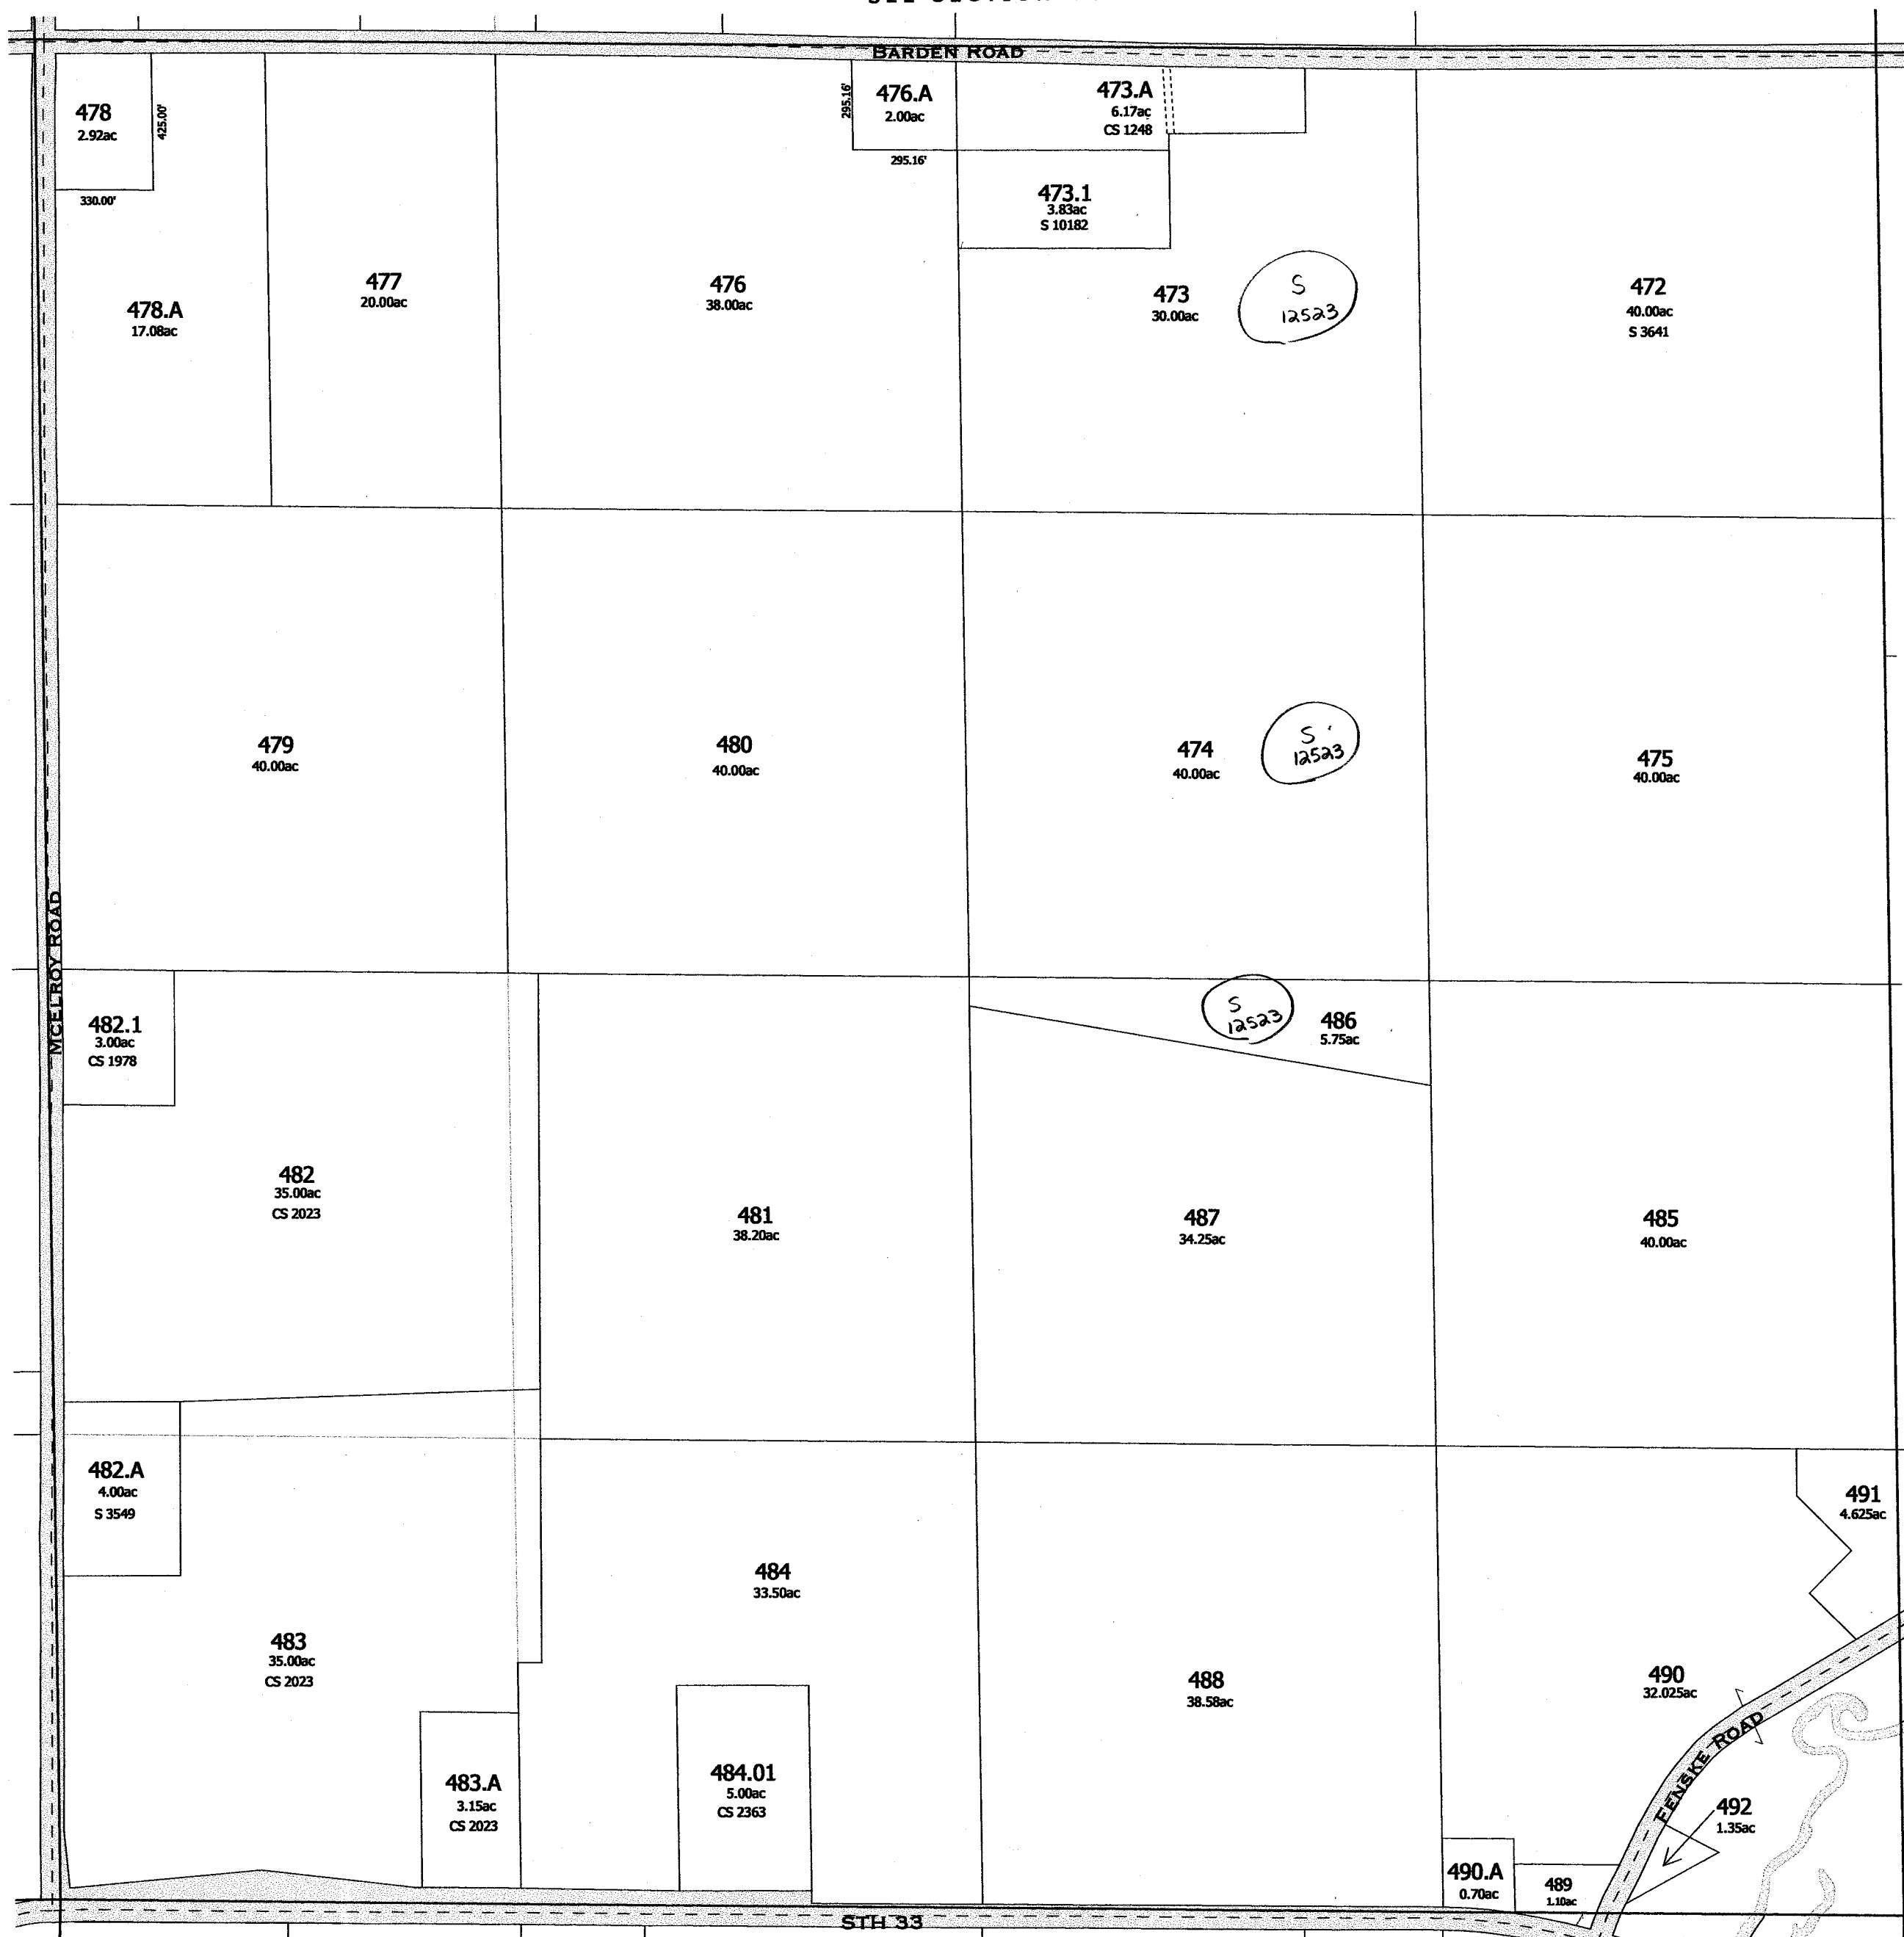 BARDEN ROAD
478
2.92ac
425.00'
330.00'
295.16'
476.A
2.00ac
295.16'
473.A
6.17ac
CS 1248
473.1
3.83ac
S 10182
478.A
17.08ac
477
20.00ac
476
38.00ac
473
30.00ac
S
12523
472
40.00ac
S 3641
479
40.00ac
480
40.00ac
474
40.00ac
S
12523
475
40.00ac
MCELROY ROAD
482.1
3.00ac
CS 1978
S
12523
486
5.75ac
482
35.00ac
CS 2023
481
38.20ac
487
34.25ac
485
40.00ac
482.A
4.00ac
S 3549
491
4.625ac
484
33.50ac
483
35.00ac
CS 2023
488
38.58ac
490
32.025ac
FENSKE ROAD
483.A
3.15ac
CS 2023
484.01
5.00ac
CS 2363
492
1.35ac
490.A
0.70ac
489
1.10ac
STH 33